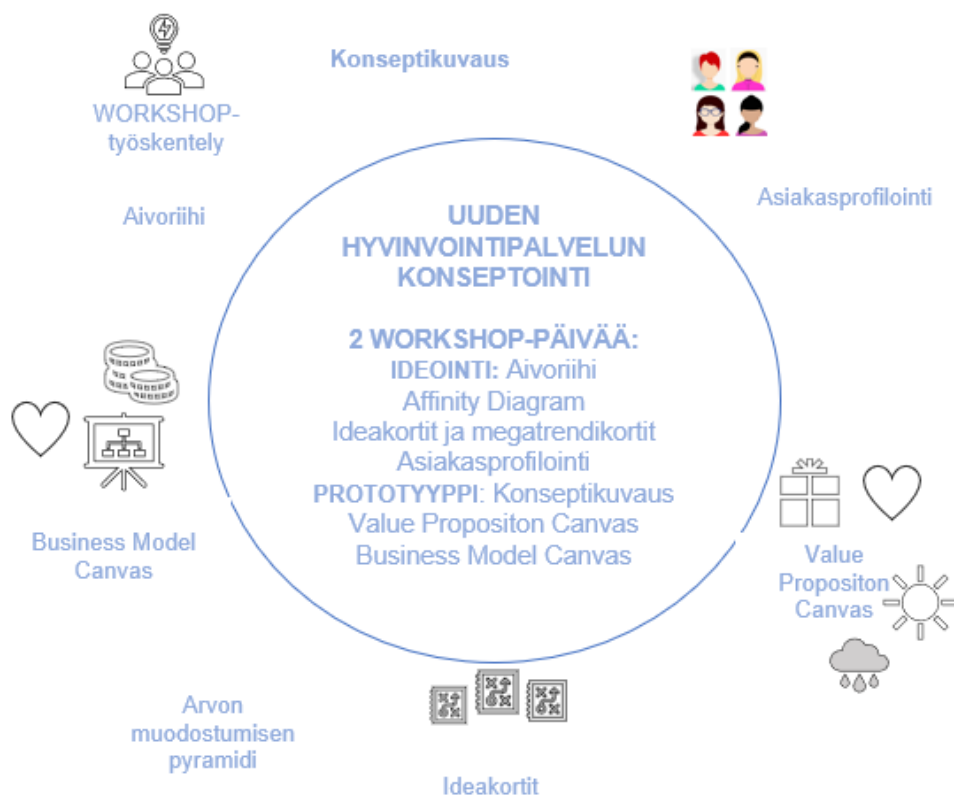 Konseptikuvaus
WORKSHOP-
työskentely
Asiakasprofilointi
Aivoriihi
UUDEN
HYVINVOINTIPALVELUN
KONSEPTOINTI
2 WORKSHOP-PÄIVÄÄ:
IDEOINTI: Aivoriihi
Affinity Diagram
Ideakortit ja megatrendikortit
Asiakasprofilointi
PROTOTYYPPI: Konseptikuvaus
Value Propositon Canvas
Business Model Canvas
Business Model
Canvas
Value
Propositon
Canvas
Arvon
muodostumisen
pyramidi
Ideakortit